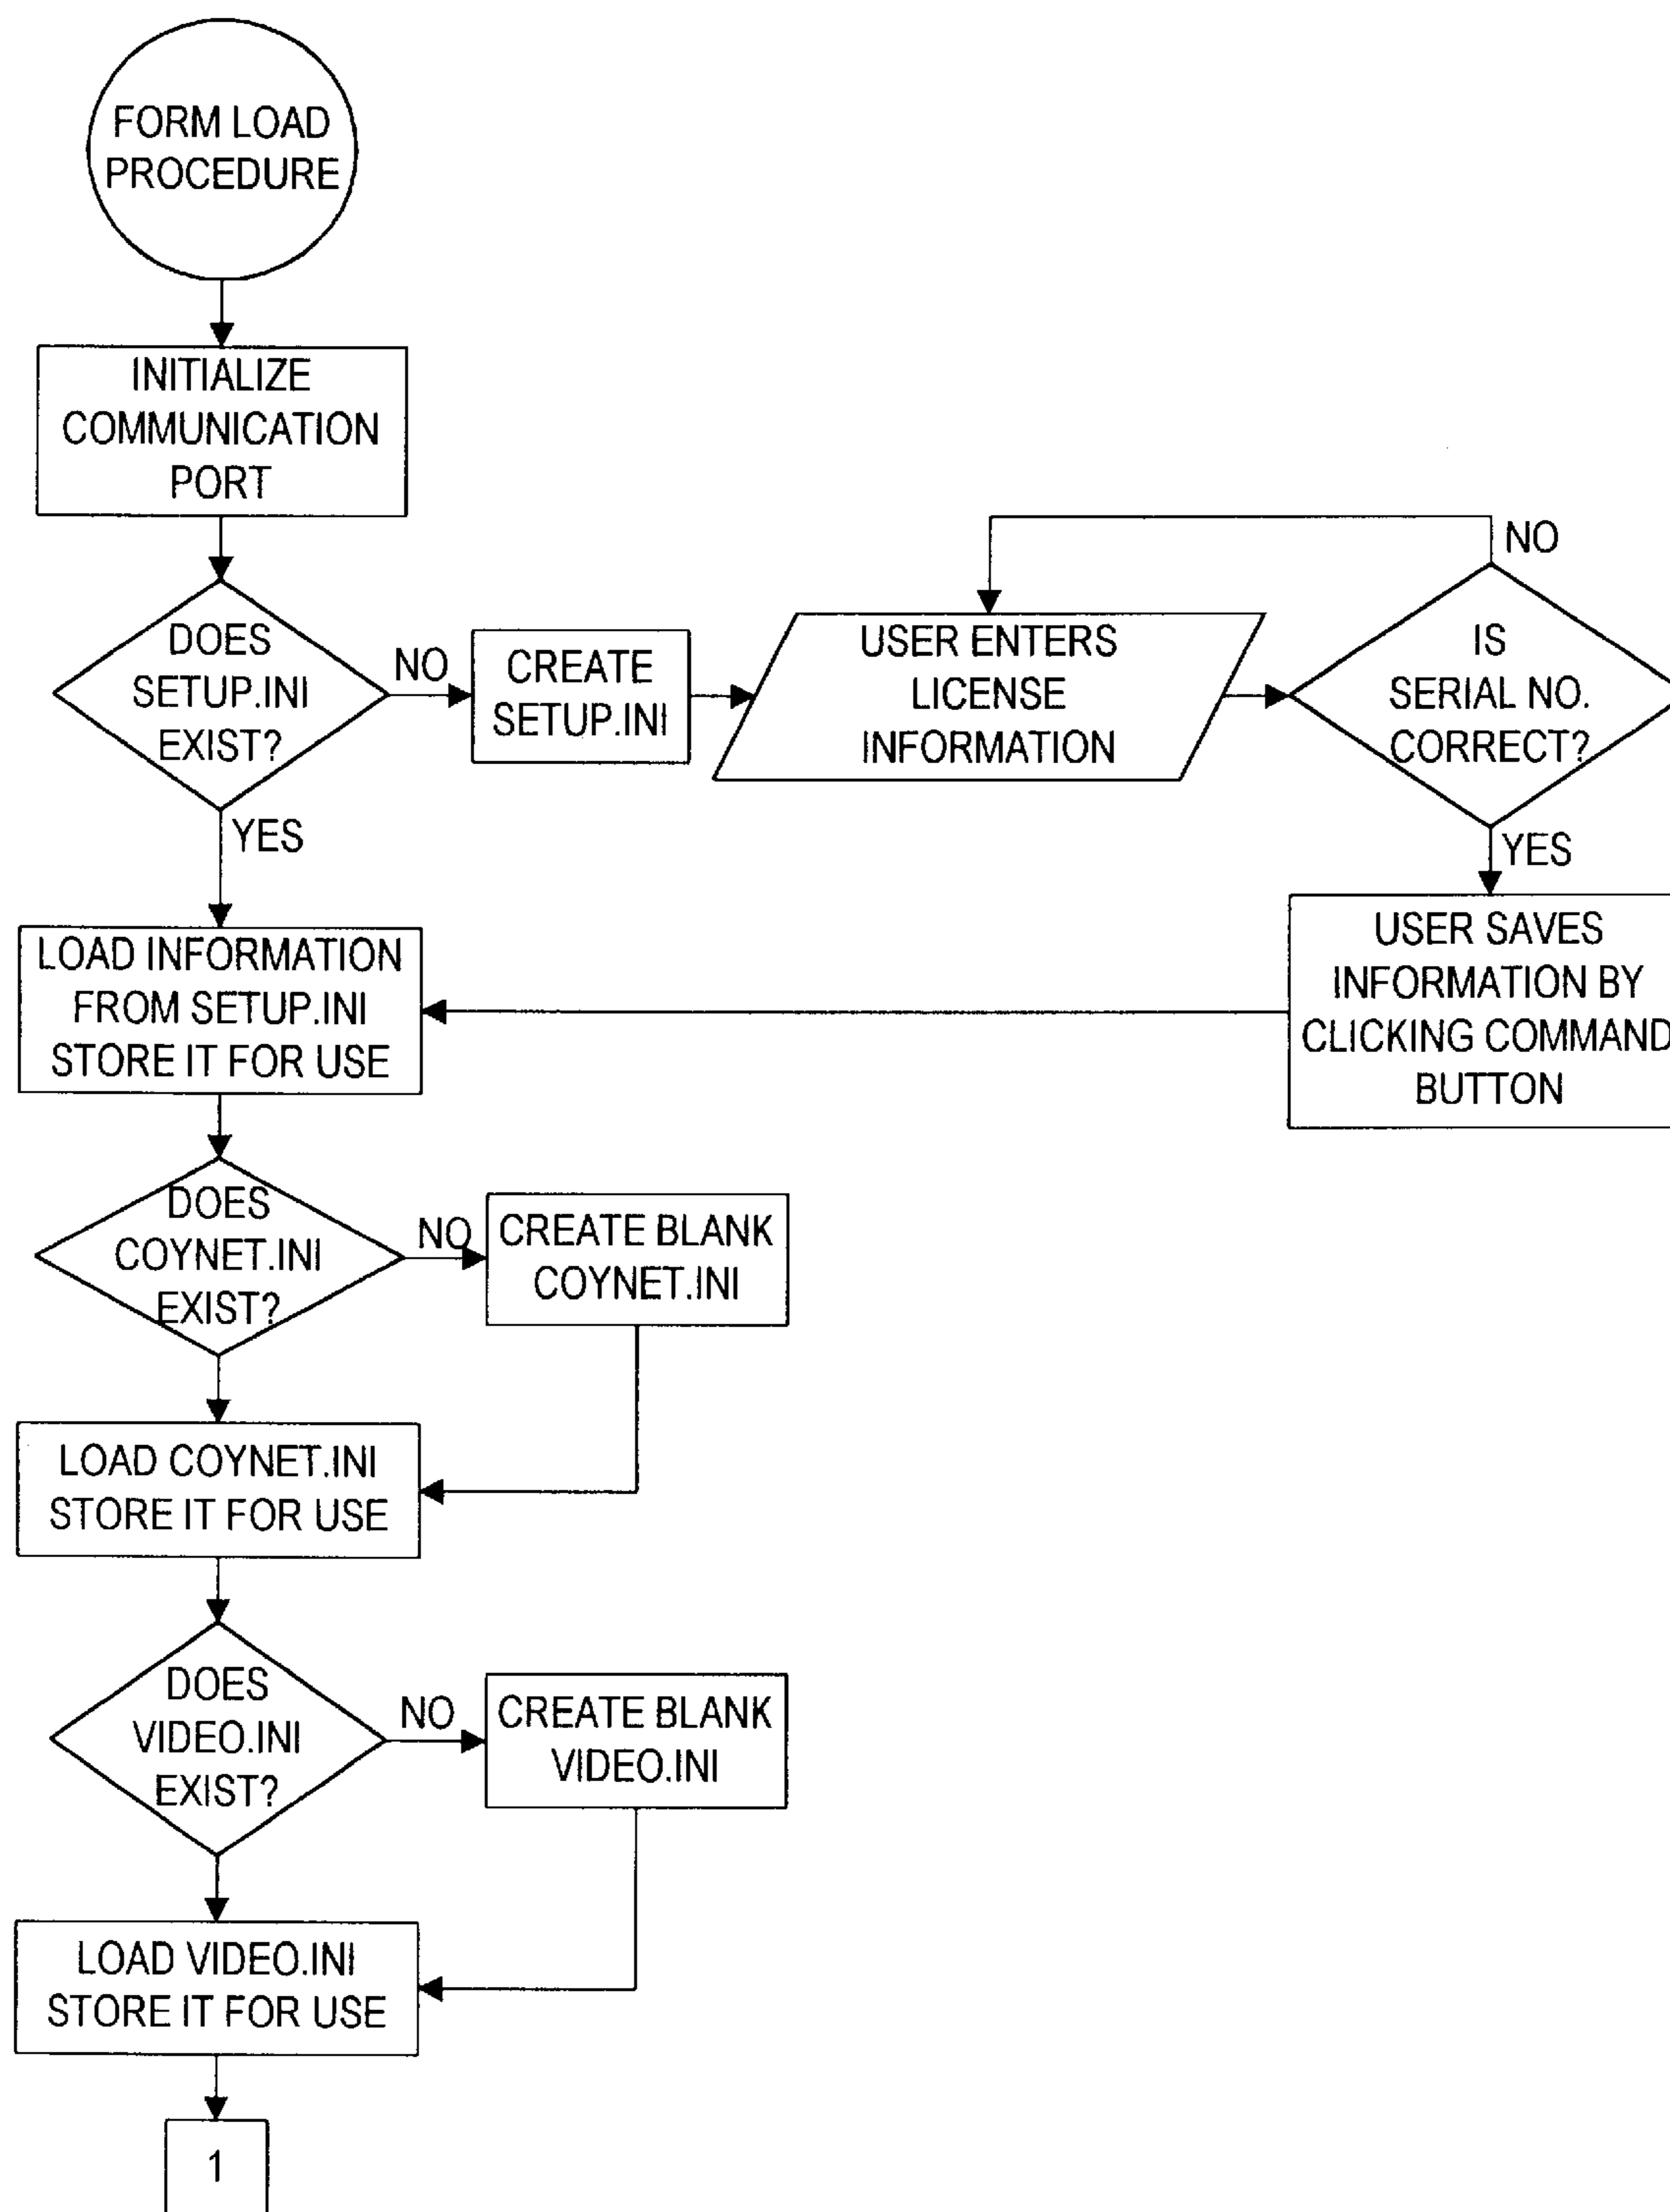 FORM LOAD
PROCEDURE
INITIALIZE
COMMUNICATION
PORT
DOES
SETUP.INI
EXIST?
NO
CREATE
SETUP.INI
USER ENTERS
LICENSE
INFORMATION
IS
SERIAL NO.
CORRECT?
NO
YES
YES
USER SAVES
INFORMATION BY
CLICKING COMMAND
BUTTON
LOAD INFORMATION
FROM SETUP.INI
STORE IT FOR USE
DOES
COYNET.INI
EXIST?
NO
CREATE BLANK
COYNET.INI
LOAD COYNET.INI
STORE IT FOR USE
DOES
VIDEO.INI
EXIST?
NO
CREATE BLANK
VIDEO.INI
LOAD VIDEO.INI
STORE IT FOR USE
1